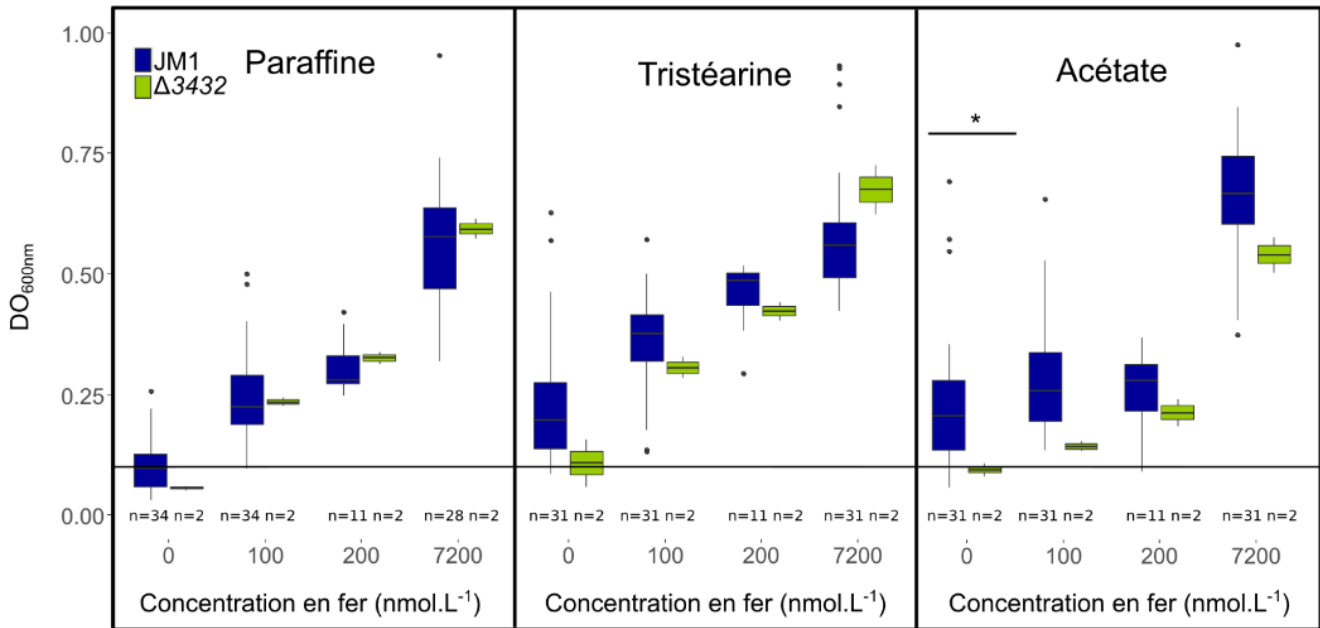 1.00
0.75
0.50
0.25
0.00
DO600nm
JM1
Δ3432
Paraffine
n=34 n=2 n=34 n=2 n=11 n=2 n=28 n=2
0 100 200 7200
Concentration en fer (nmol.L-1)
Tristéarine
n=31 n=2 n=31 n=2 n=11 n=2 n=31 n=2
0 100 200 7200
Concentration en fer (nmol.L-1)
Acétate
*
n=31 n=2 n=31 n=2 n=11 n=2 n=31 n=2
0 100 200 7200
Concentration en fer (nmol.L-1)